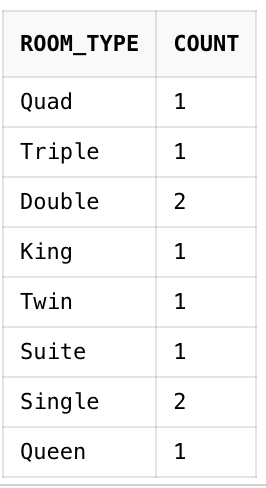 ROOM_TYPE COUNT
Quad 1
Triple 1
Double 2
King 1
Twin 1
Suite 1
Single 2
Queen 1